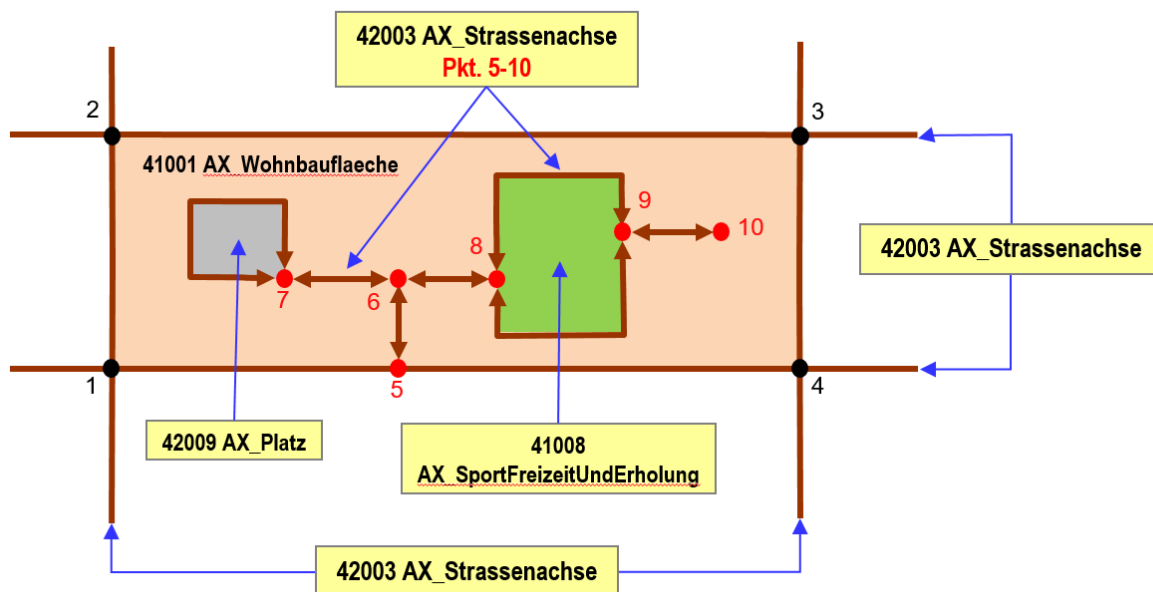 42003 AX_Strassenachse
Pkt. 5-10
2
3
41001 AX_Wohnbauflaeche
9
10
8
42003 AX_Strassenachse
7
6
1
5
4
42009 AX_Platz
41008
AX_SportFreizeitUndErholung
42003 AX_Strassenachse